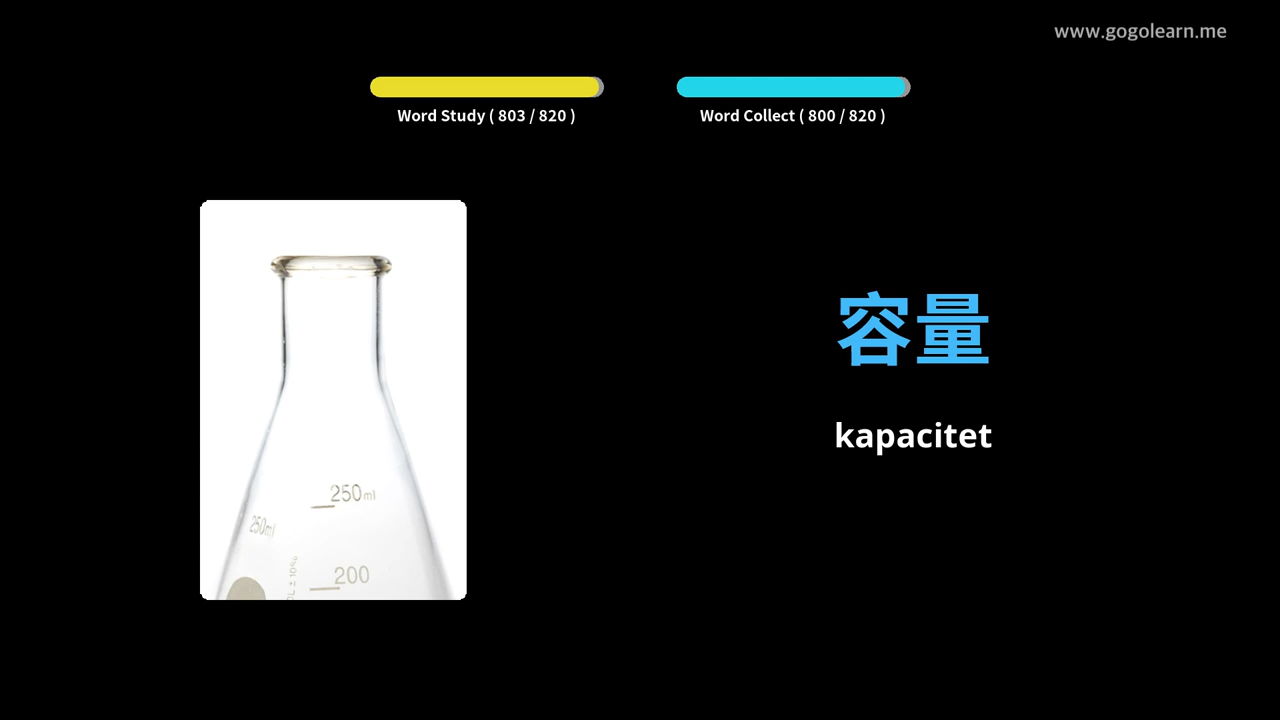 www.gogolearn.me
Word Study ( 803 / 820 )
Word Collect ( 800 / 820 )
250ml
250ml
200
容量
kapacitet